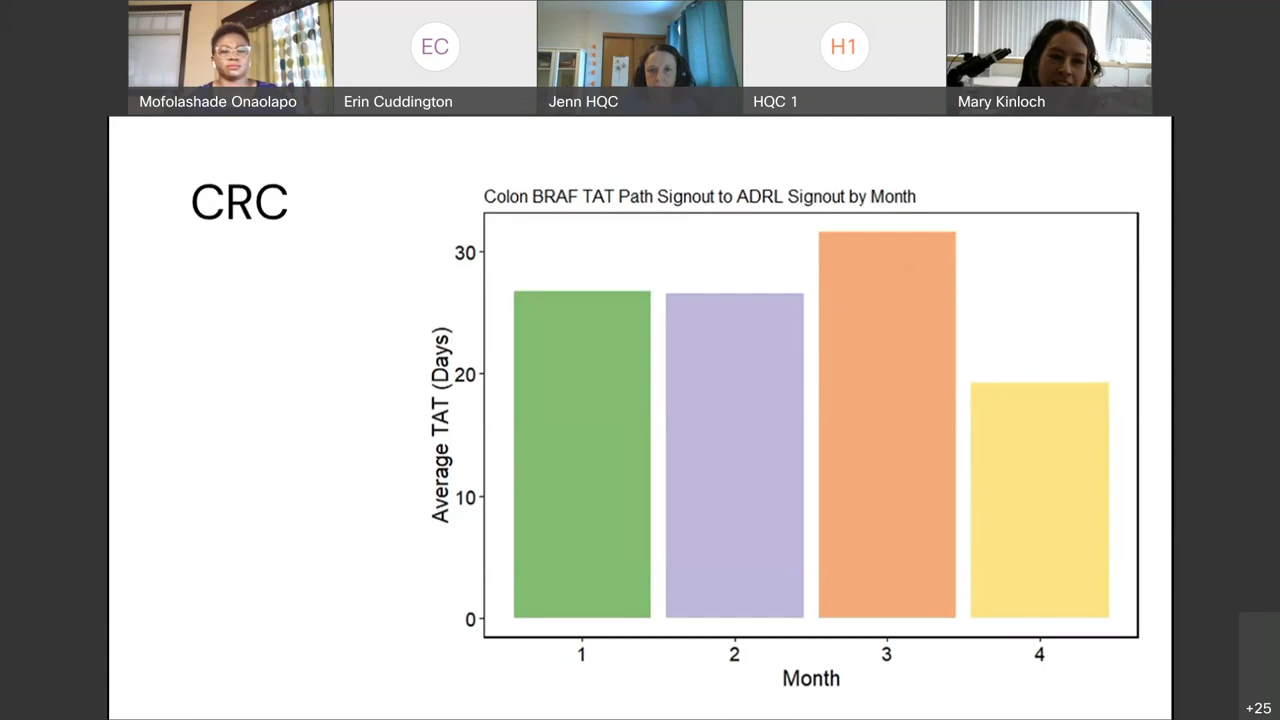 EC
H1
Mofolashade Onaolapo
Erin Cuddington
Jenn HQC
HQC 1
Mary Kinloch
CRC
Colon BRAF TAT Path Signout to ADRL Signout by Month
Average TAT (Days)
30
20
10
0
1
2
3
4
Month
+25